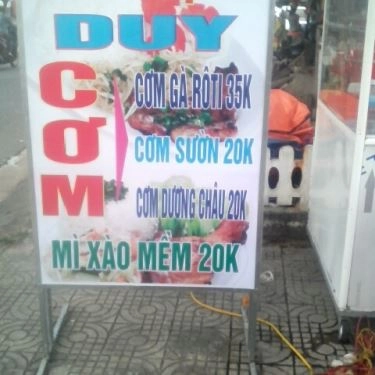 DUY
CƠM
CƠM GÀ RÔTI 35K
CƠM SƯỜN 20K
CƠM DƯƠNG CHÂU 20K
MÌ XÀO MỀM 20K